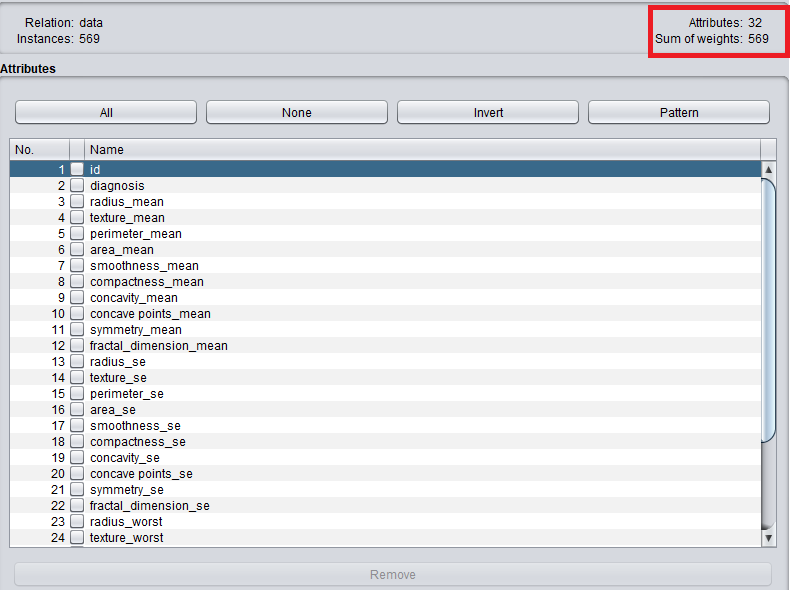 Relation: data Attributes: 32
Instances: 569 Sum of weights: 569
Attributes
All None Invert Pattern
No. Name
1 id
2 diagnosis
3 radius_mean
4 texture_mean
5 perimeter_mean
6 area_mean
7 smoothness_mean
8 compactness_mean
9 concavity_mean
10 concave points_mean
11 symmetry_mean
12 fractal_dimension_mean
13 radius_se
14 texture_se
15 perimeter_se
16 area_se
17 smoothness_se
18 compactness_se
19 concavity_se
20 concave points_se
21 symmetry_se
22 fractal_dimension_se
23 radius_worst
24 texture_worst
Remove